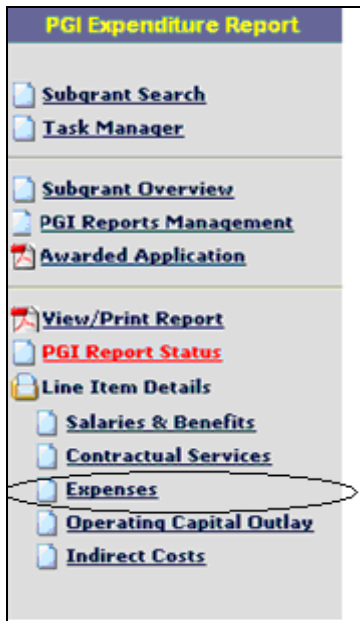 PGI Expenditure Report
Subgrant Search
Task Manager
Subgrant Overview
PGI Reports Management
Awarded Application
View/Print Report
PGI Report Status
Line Item Details
Salaries & Benefits
Contractual Services
Expenses
Operating Capital Outlay
Indirect Costs